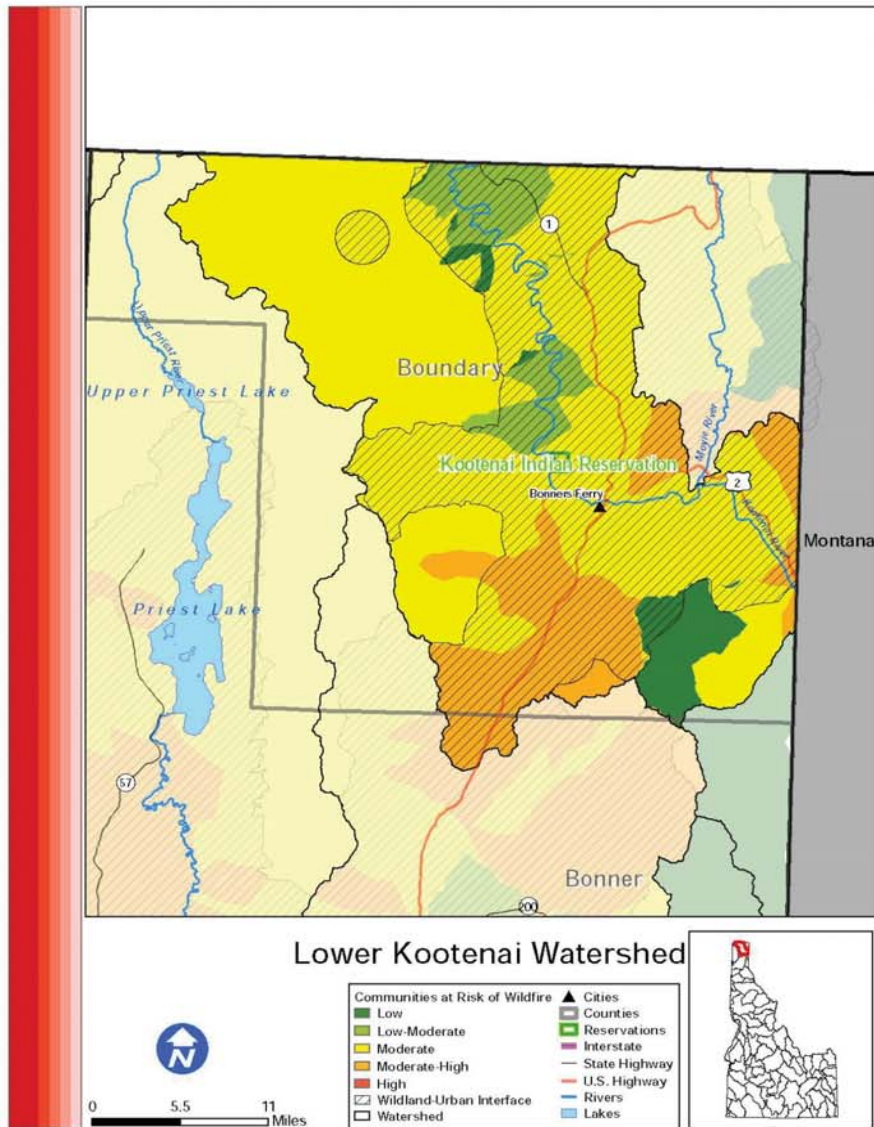 1
Upper Priest River
Boundary
Upper Priest Lake
Moyie River
Kootenai Indian Reservation
2
Bonners Ferry
Kootenai River
Montana
Priest Lake
57
Bonner
200
Lower Kootenai Watershed
Communities at Risk of Wildfire
Low
Low-Moderate
Moderate
Moderate-High
High
Wildland-Urban Interface
Watershed
Cities
Counties
Reservations
Interstate
State Highway
U.S. Highway
Rivers
Lakes
N
0 5.5 11
Miles